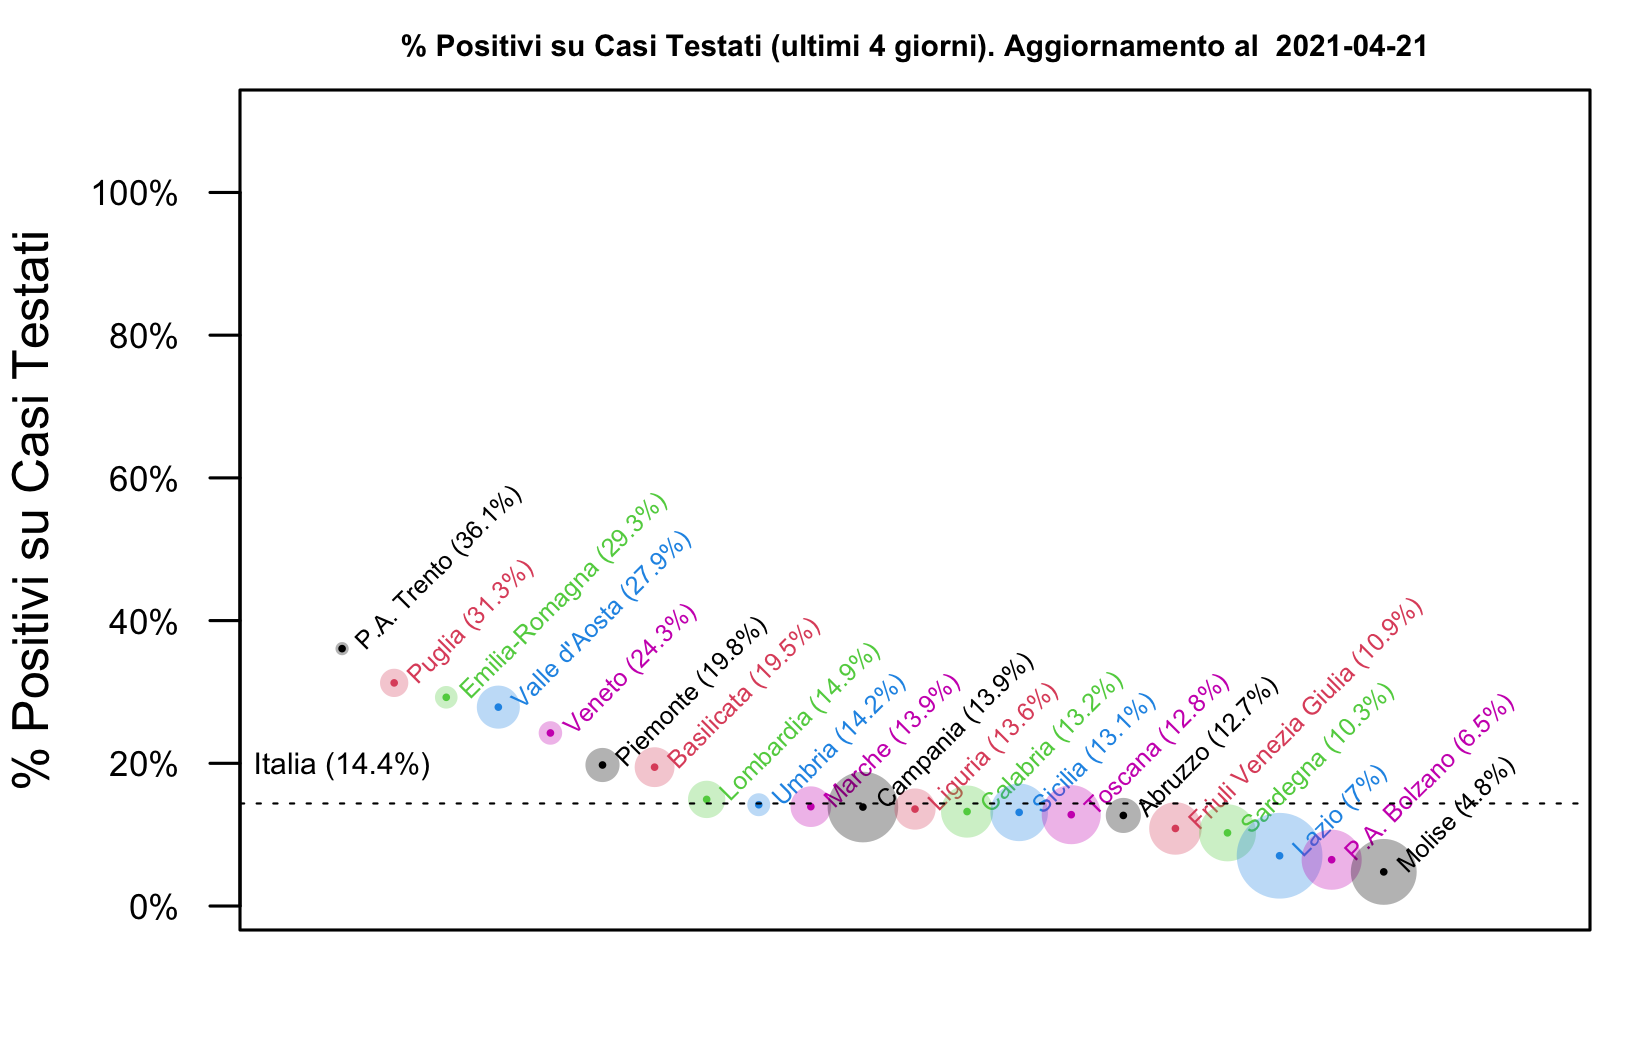 % Positivi su Casi Testati (ultimi 4 giorni). Aggiornamento al  2021-04-21
% Positivi su Casi Testati
100%
80%
60%
40%
20%
0%
Italia (14.4%)
P.A. Trento (36.1%)
Puglia (31.3%)
Emilia-Romagna (29.3%)
Valle d'Aosta (27.9%)
Veneto (24.3%)
Piemonte (19.8%)
Basilicata (19.5%)
Lombardia (14.9%)
Umbria (14.2%)
Marche (13.9%)
Campania (13.9%)
Liguria (13.6%)
Calabria (13.2%)
Sicilia (13.1%)
Toscana (12.8%)
Abruzzo (12.7%)
Friuli Venezia Giulia (10.9%)
Sardegna (10.3%)
Lazio (7%)
P.A. Bolzano (6.5%)
Molise (4.8%)